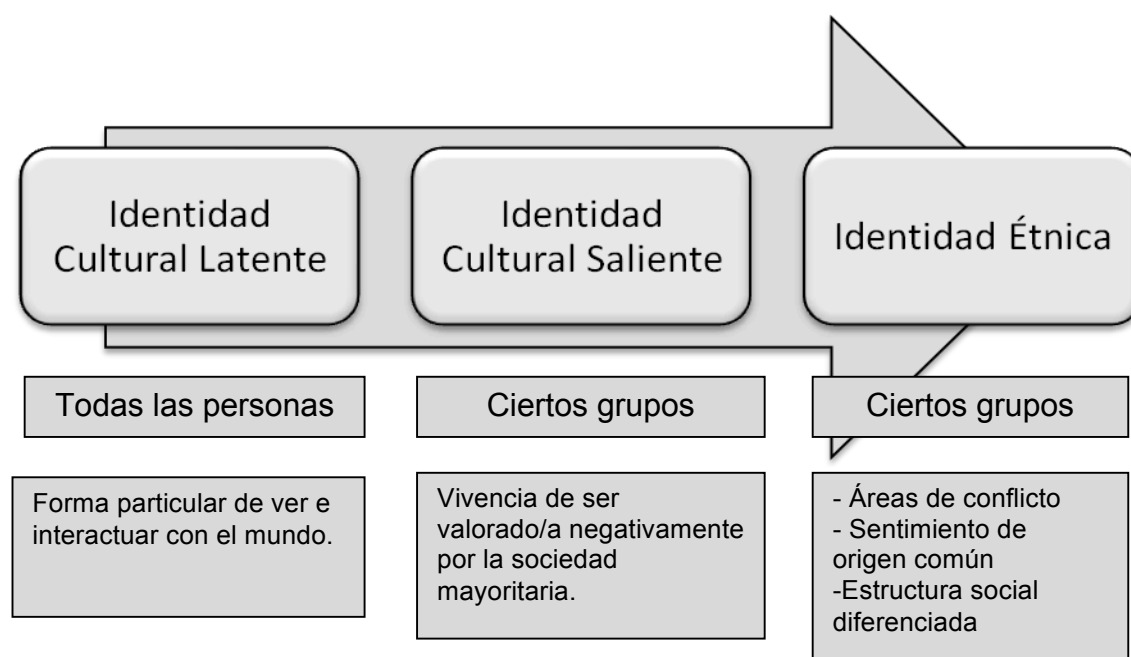 Identidad
Cultural Latente
Identidad
Cultural Saliente
Identidad Étnica
Todas las personas
Ciertos grupos
Ciertos grupos
Forma particular de ver e
interactuar con el mundo.
Vivencia de ser
valorado/a negativamente
por la sociedad
mayoritaria.
- Áreas de conflicto
- Sentimiento de
origen común
-Estructura social
diferenciada